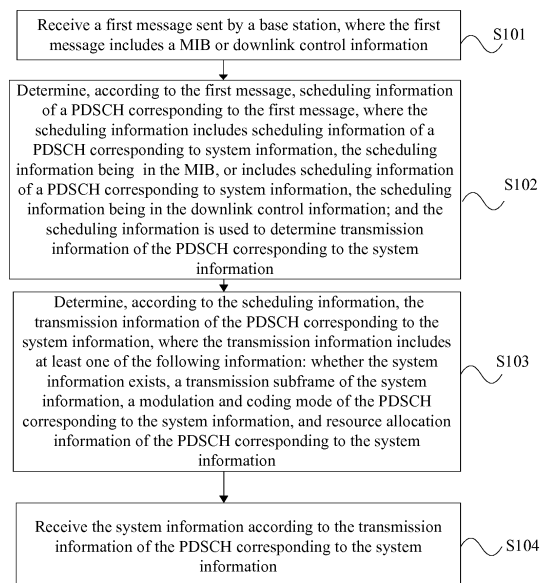 Receive a first message sent by a base station, where the first
message includes a MIB or downlink control information
S101
Determine, according to the first message, scheduling information
of a PDSCH corresponding to the first message, where the
scheduling information includes scheduling information of a
PDSCH corresponding to system information, the scheduling
information being in the MIB, or includes scheduling information
of a PDSCH corresponding to system information, the scheduling
information being in the downlink control information; and the
scheduling information is used to determine transmission
information of the PDSCH corresponding to the system
information
S102
Determine, according to the scheduling information, the
transmission information of the PDSCH corresponding to the
system information, where the transmission information includes
at least one of the following information: whether the system
information exists, a transmission subframe of the system
information, a modulation and coding mode of the PDSCH
corresponding to the system information, and resource allocation
information of the PDSCH corresponding to the system
information
S103
Receive the system information according to the transmission
information of the PDSCH corresponding to the system
information
S104